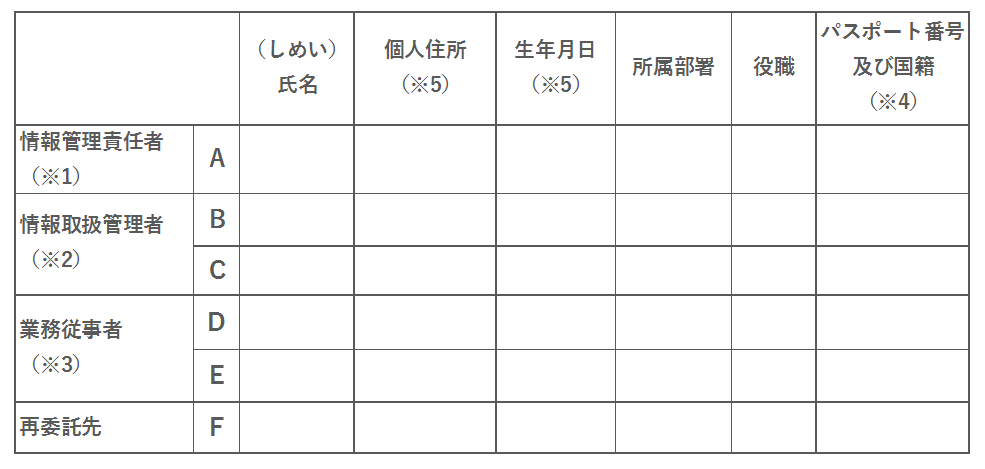 （しめい）
氏名
個人住所
（※5）
生年月日
（※5）
所属部署
役職
パスポート番号
及び国籍
（※4）
情報管理責任者
（※1）
A
情報取扱管理者
（※2）
B
C
業務従事者
（※3）
D
E
再委託先
F